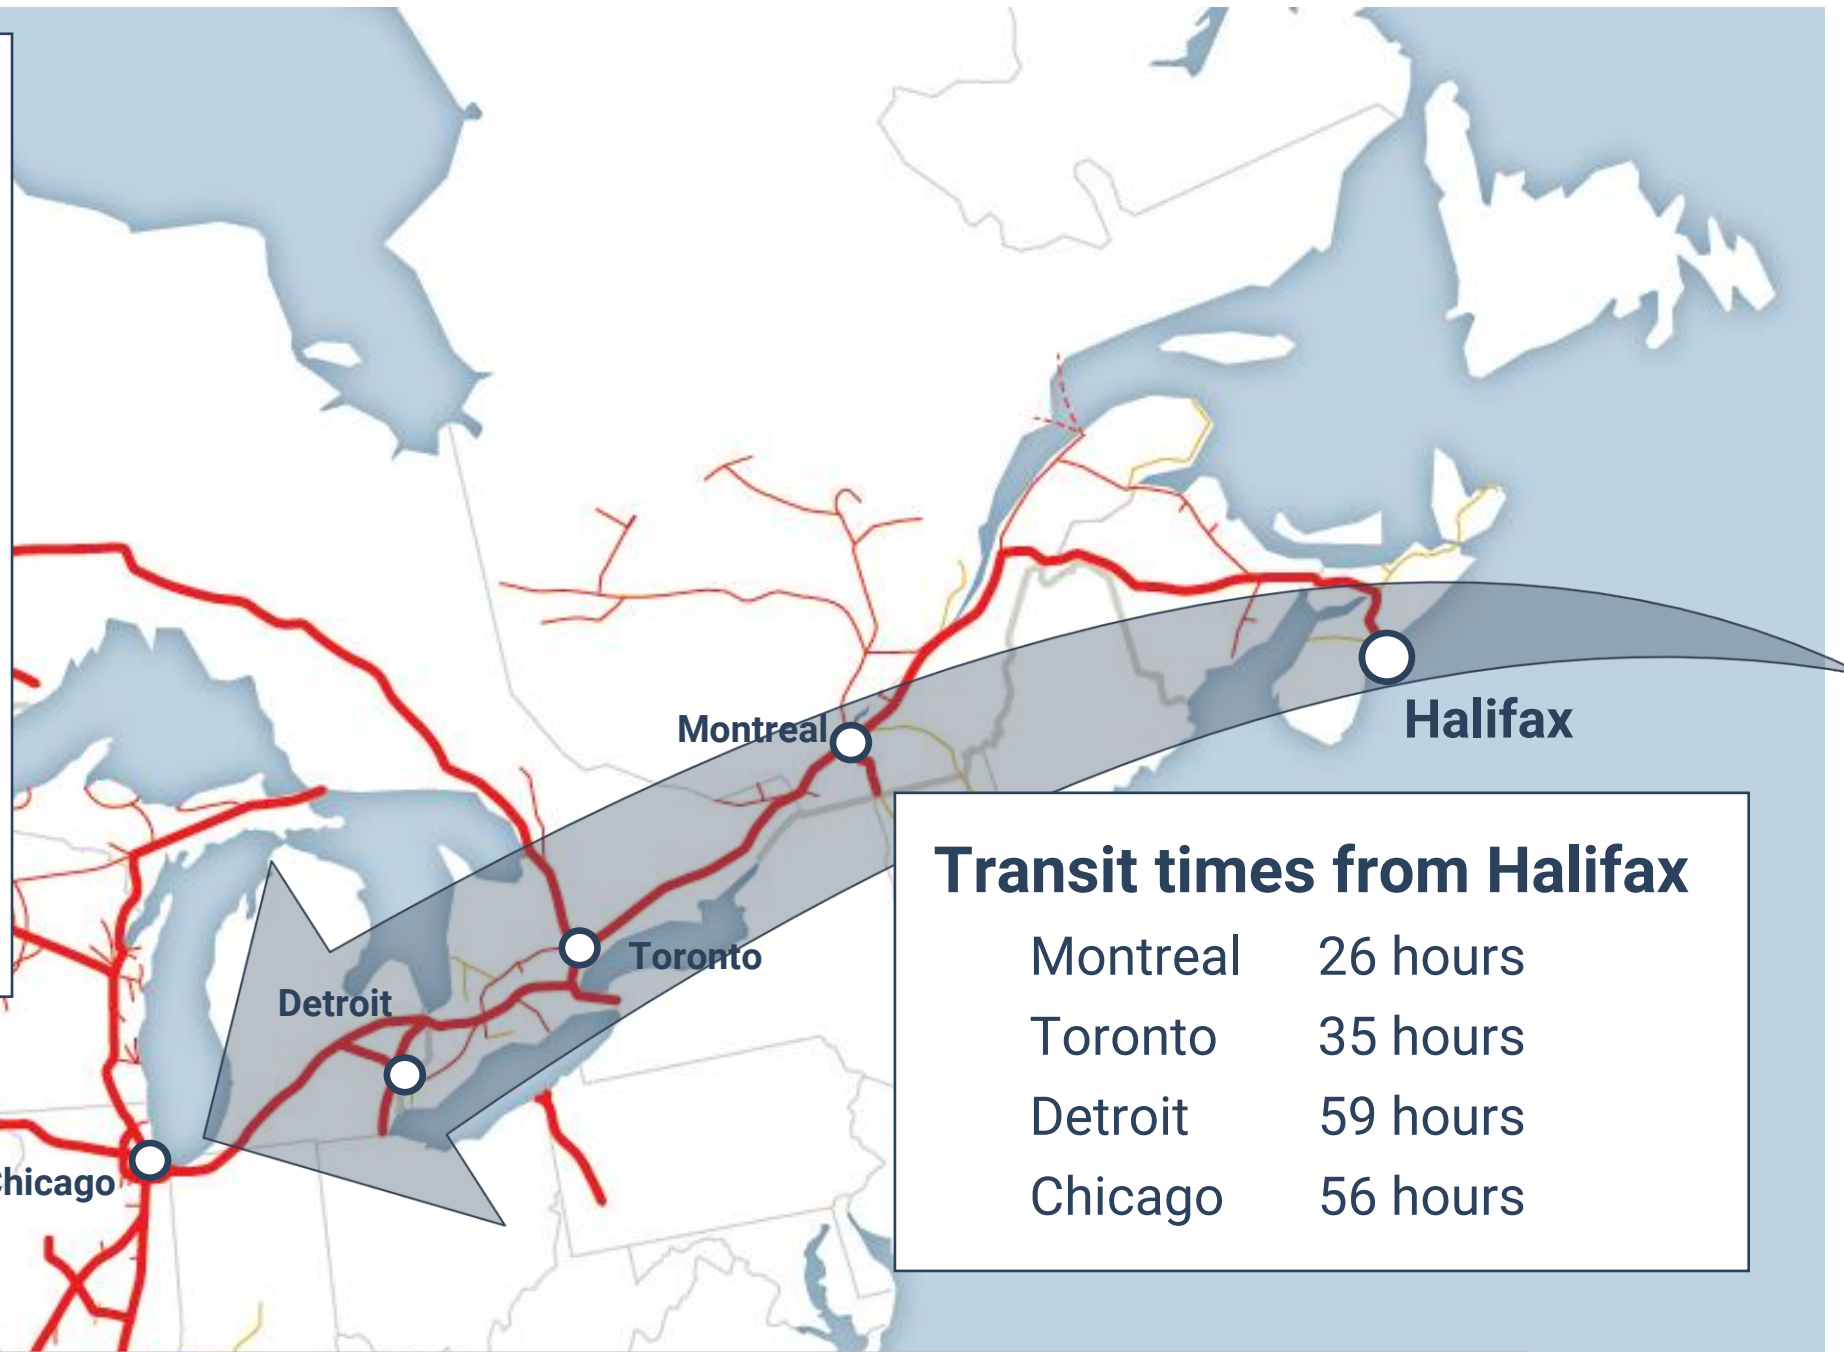 Montreal
Halifax
Toronto
Detroit
Chicago
Transit times from Halifax
Montreal 26 hours
Toronto 35 hours
Detroit 59 hours
Chicago 56 hours